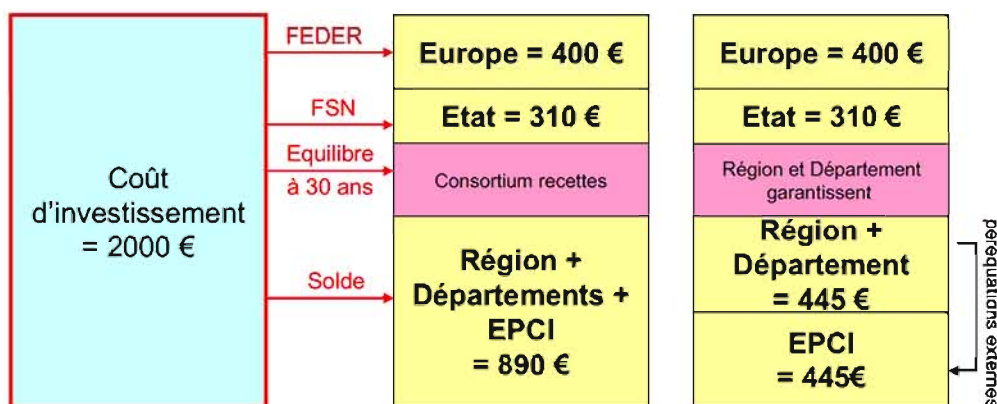 Coût
d'investissement
= 2000 €
FEDER
FSN
Equilibre
à 30 ans
Solde
Europe = 400 €
Etat = 310 €
Consortium recettes
Région +
Départements +
EPCI
= 890 €
Europe = 400 €
Etat = 310 €
Région et Département
garantissent
Région +
Département
= 445 €
EPCI
= 445€
péréquations externes